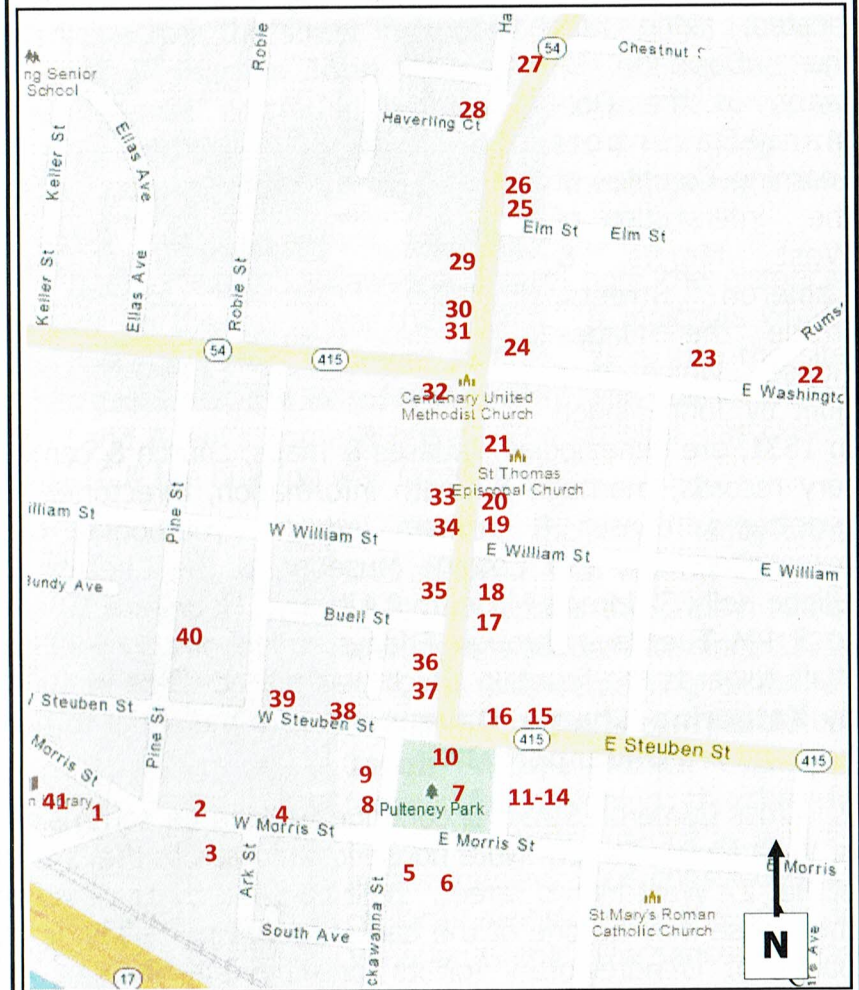 Ha
Roble
54
Chestnut S
27
ng Senior
School
28
Haverling Ct
Keller St
Ellas Ave
26
25
Elm St
Elm St
29
Keller St
Ellas Ave
Roble St
30
31
24
23
22
Rums
54
415
E Washingtc
32
Centenary United
Methodist Church
21
St Thomas
Episcopal Church
33
20
34
19
illiam St
Pine St
W William St
E William St
E William
35
18
17
Bundy Ave
Buell St
40
36
37
39
38
16
15
W Steuben St
/ Steuben St
Pine St
415
E Steuben St
415
10
Morris St
9
7
11-14
8
Pulteney Park
41
1
2
4
W Morris St
E Morris St
E Morris
3
Ark St
5
6
ckawanna St
South Ave
St Mary's Roman
Catholic Church
N
17